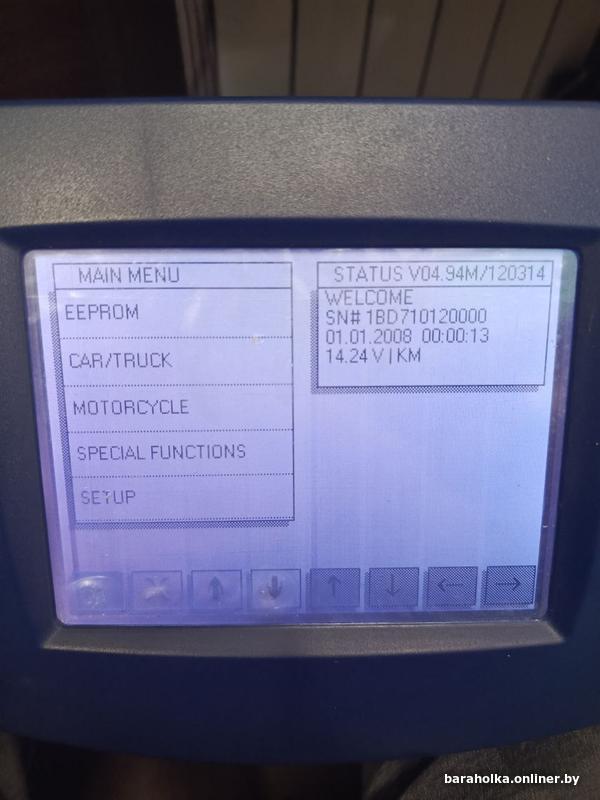 MAIN MENU
EEPROM
CAR/TRUCK
MOTORCYCLE
SPECIAL FUNCTIONS
SETUP
STATUS V04.94M/120314
WELCOME
SN# 1BD710120000
01.01.2008 00:00:13
14.24 V | KM
baraholka.onliner.by